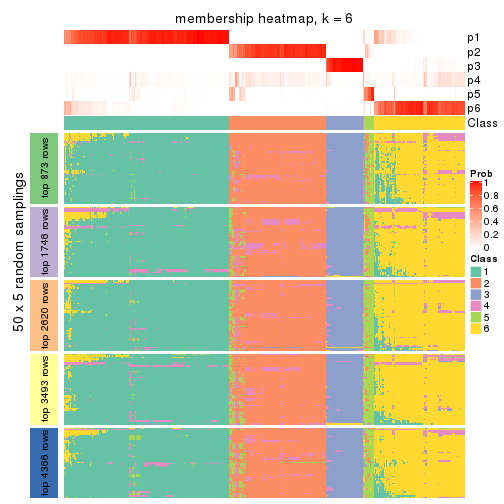 membership heatmap, k = 6
p1
p2
p3
p4
p5
p6
Class
50 x 5 random samplings
top 873 rows
top 1746 rows
top 2620 rows
top 3493 rows
top 4366 rows
Prob
1
0.8
0.6
0.4
0.2
0
Class
1
2
3
4
5
6